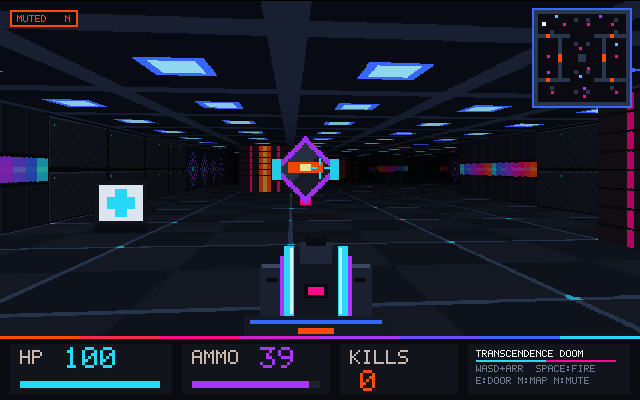 MUTED N
HP 100
AMMO 39
KILLS
0
TRANSCENDENCE DOOM
WASD+ARR SPACE:FIRE
E:DOOR M:MAP N:MUTE